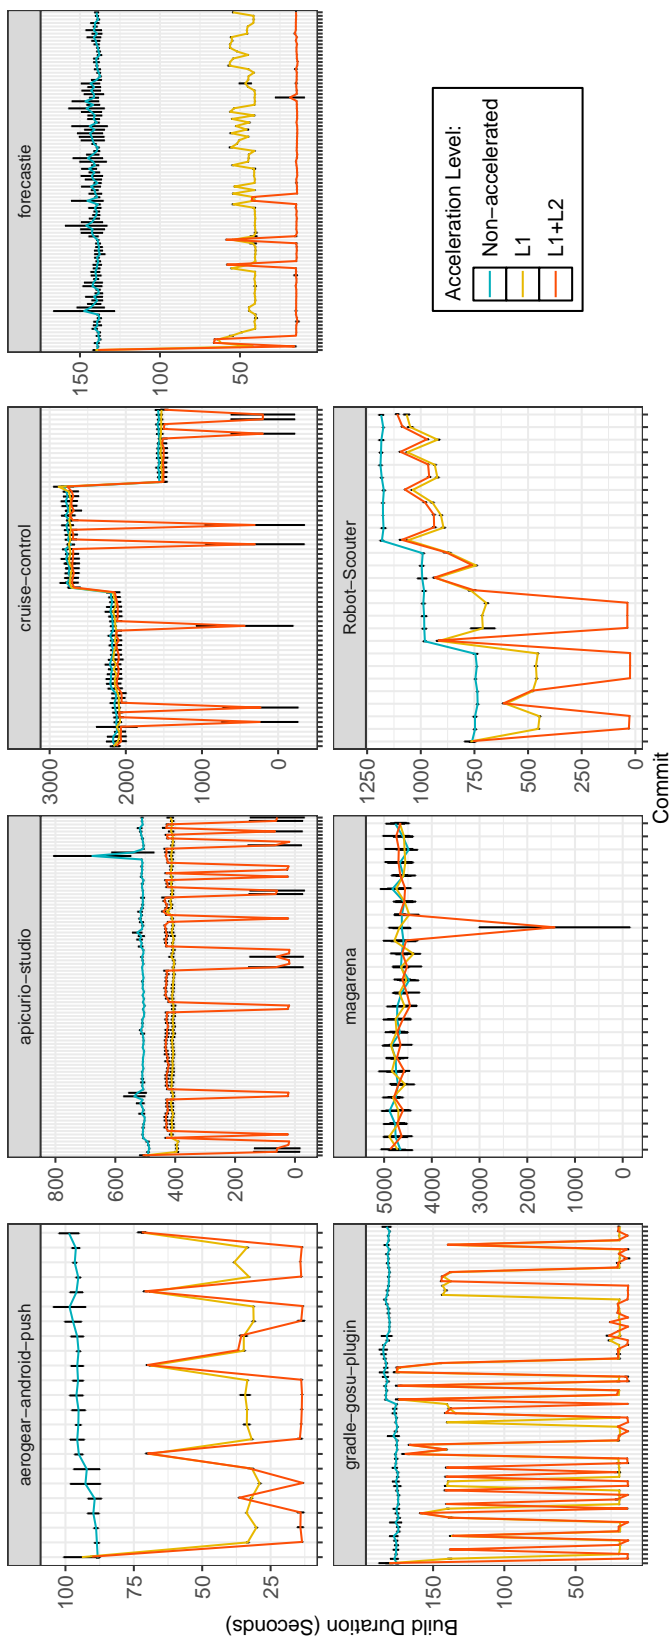 aerogear−android−push
apicurio−studio
cruise−control
forecastie
gradle−gosu−plugin
magarena
Robot−Scouter
100
75
50
25
800
600
400
200
0
3000
2000
1000
0
150
100
50
150
100
50
5000
4000
3000
2000
1000
0
1250
1000
750
500
250
0
Build Duration (Seconds)
Commit
Acceleration Level:
Non−accelerated
L1
L1+L2